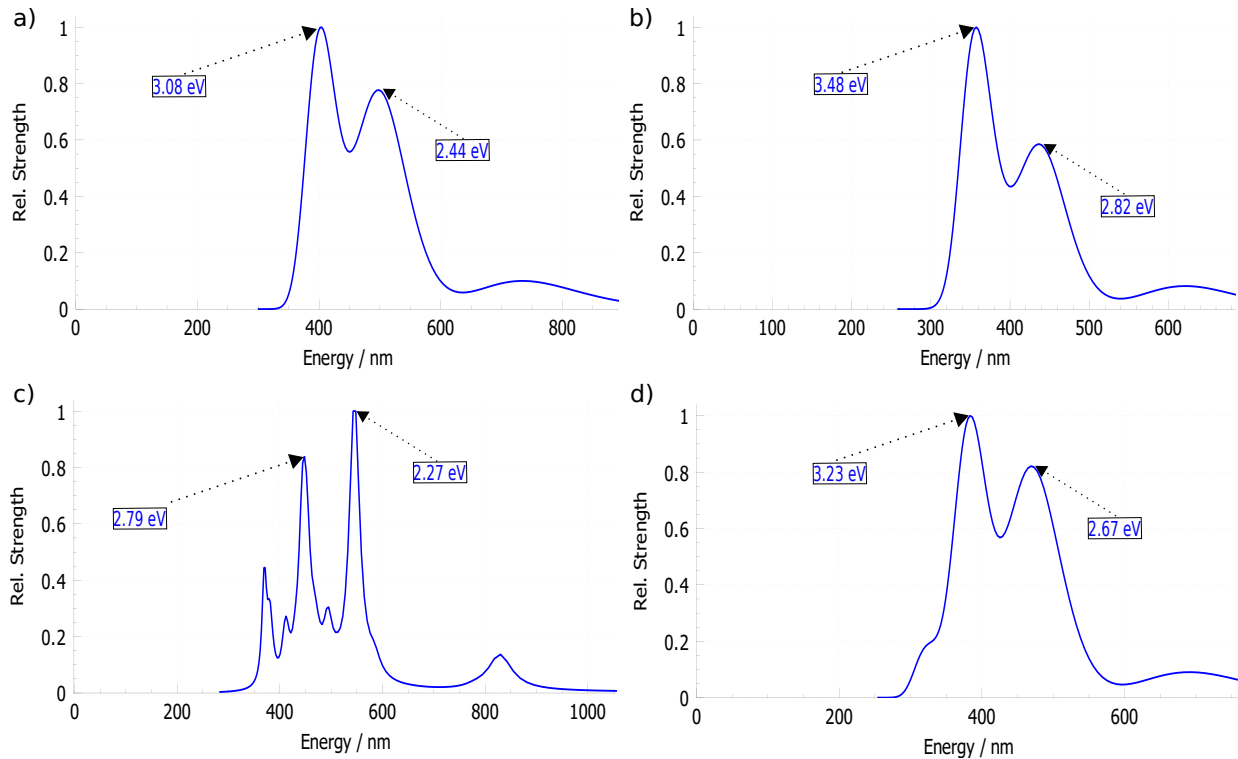 a)
3.08 eV
2.44 eV
Rel. Strength
1
0.8
0.6
0.4
0.2
0
0
200
400
600
800
Energy / nm
b)
3.48 eV
2.82 eV
Rel. Strength
1
0.8
0.6
0.4
0.2
0
0
100
200
300
400
500
600
Energy / nm
c)
2.79 eV
2.27 eV
Rel. Strength
1
0.8
0.6
0.4
0.2
0
0
200
400
600
800
1000
Energy / nm
d)
3.23 eV
2.67 eV
Rel. Strength
1
0.8
0.6
0.4
0.2
0
0
200
400
600
Energy / nm